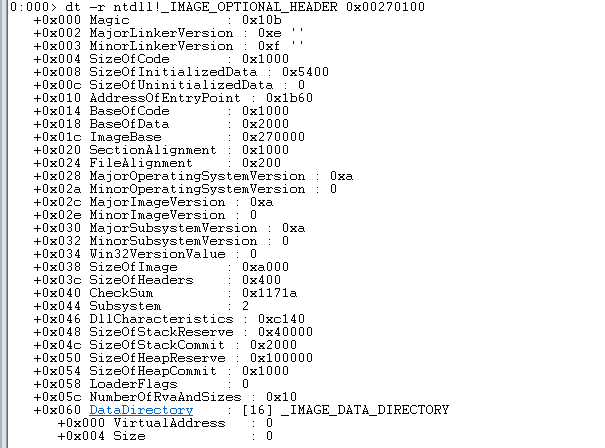 0:000> dt -r ntdll!_IMAGE_OPTIONAL_HEADER 0x00270100
+0x000 Magic : 0x10b
+0x002 MajorLinkerVersion : 0xe ''
+0x003 MinorLinkerVersion : 0xf ''
+0x004 SizeOfCode : 0x1000
+0x008 SizeOfInitializedData : 0x5400
+0x00c SizeOfUninitializedData : 0
+0x010 AddressOfEntryPoint : 0x1b60
+0x014 BaseOfCode : 0x1000
+0x018 BaseOfData : 0x2000
+0x01c ImageBase : 0x270000
+0x020 SectionAlignment : 0x1000
+0x024 FileAlignment : 0x200
+0x028 MajorOperatingSystemVersion : 0xa
+0x02a MinorOperatingSystemVersion : 0
+0x02c MajorImageVersion : 0xa
+0x02e MinorImageVersion : 0
+0x030 MajorSubsystemVersion : 0xa
+0x032 MinorSubsystemVersion : 0
+0x034 Win32VersionValue : 0
+0x038 SizeOfImage : 0xa000
+0x03c SizeOfHeaders : 0x400
+0x040 CheckSum : 0x1171a
+0x044 Subsystem : 2
+0x046 DllCharacteristics : 0xc140
+0x048 SizeOfStackReserve : 0x40000
+0x04c SizeOfStackCommit : 0x2000
+0x050 SizeOfHeapReserve : 0x100000
+0x054 SizeOfHeapCommit : 0x1000
+0x058 LoaderFlags : 0
+0x05c NumberOfRvaAndSizes : 0x10
+0x060 DataDirectory : [16] _IMAGE_DATA_DIRECTORY
+0x000 VirtualAddress : 0
+0x004 Size : 0